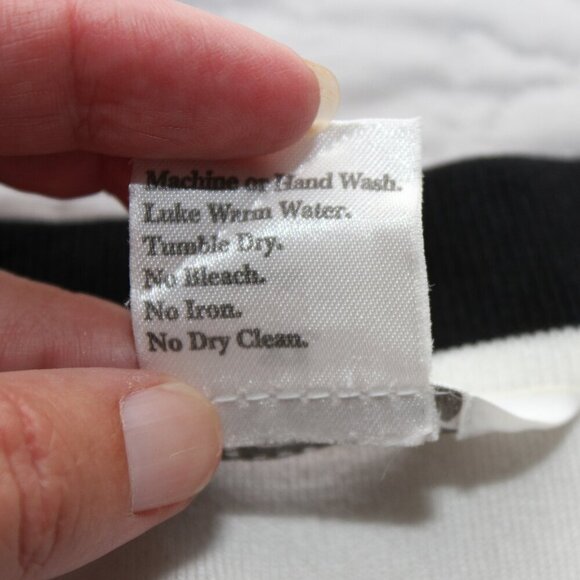 Machine or Hand Wash.
Luke Warm Water.
Tumble Dry.
No Bleach.
No Iron.
No Dry Clean.